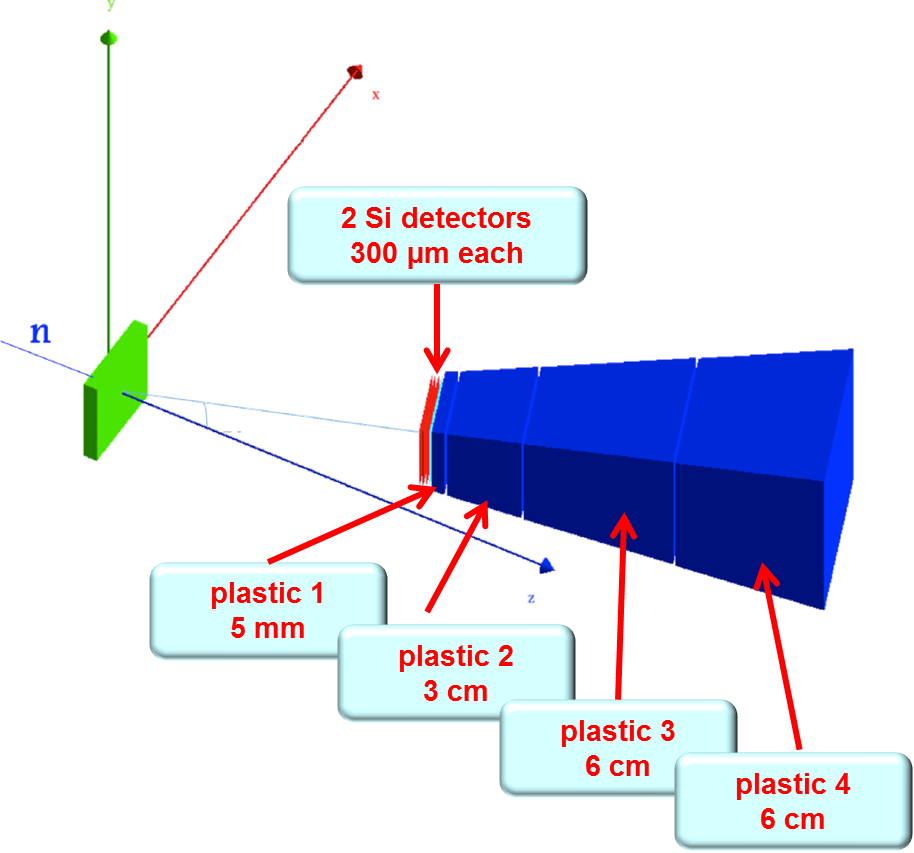 y
x
2 Si detectors
300 µm each
n
z
plastic 1
5 mm
plastic 2
3 cm
plastic 3
6 cm
plastic 4
6 cm